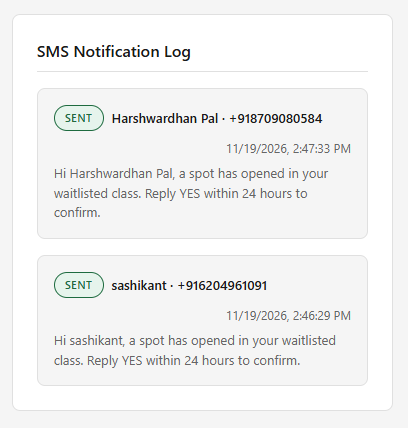 SMS Notification Log
SENT Harshwardhan Pal · +918709080584
11/19/2026, 2:47:33 PM
Hi Harshwardhan Pal, a spot has opened in your
waitlisted class. Reply YES within 24 hours to
confirm.
SENT sashikant · +916204961091
11/19/2026, 2:46:29 PM
Hi sashikant, a spot has opened in your waitlisted
class. Reply YES within 24 hours to confirm.